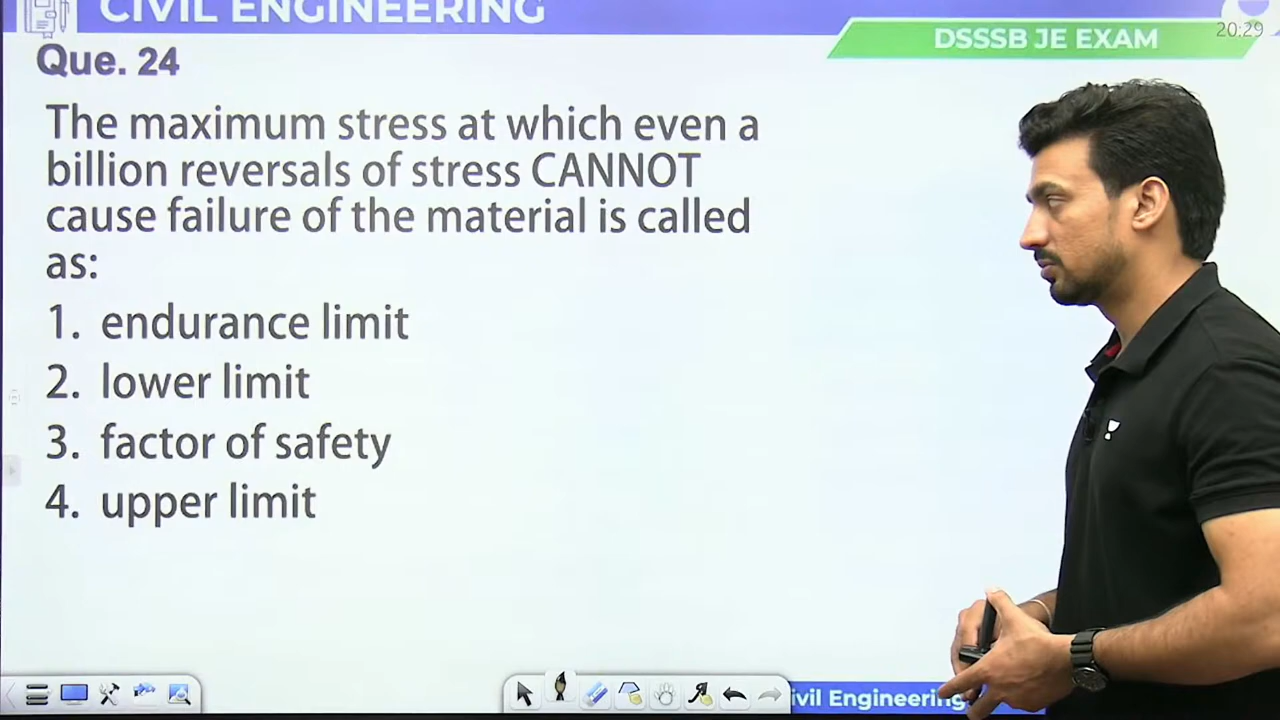 CIVIL ENGINEERING
DSSSB JE EXAM
20:29
Que. 24
The maximum stress at which even a
billion reversals of stress CANNOT
cause failure of the material is called
as:
1. endurance limit
2. lower limit
3. factor of safety
4. upper limit
ivil Engineering